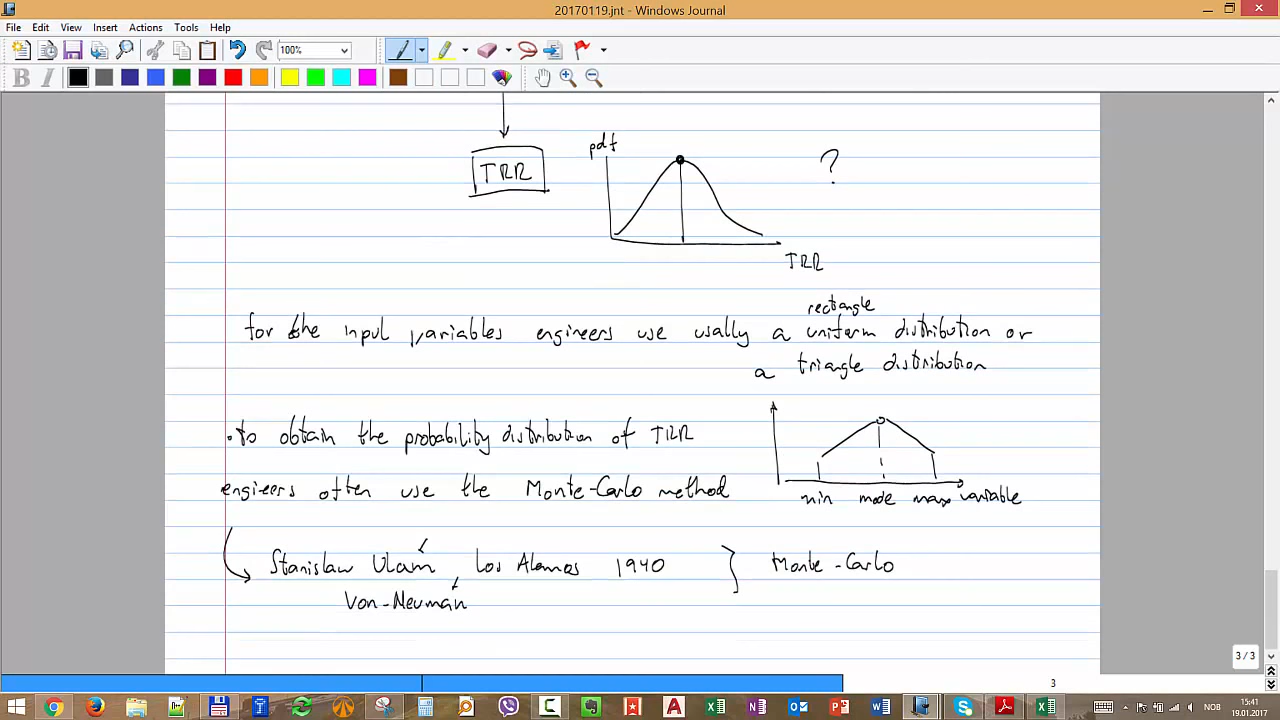 20170119.jnt - Windows Journal
File Edit View Insert Actions Tools Help
100%
B I
pdf
TRR
?
TRR
rectangle
for the input variables engineers use usally a uniform distribution or
a triangle distribution
to obtain the probability distribution of TRR
engieers often use the Monte-Carlo method
min mode max variable
Stanislaw Ulam Los Alamos 1940 Monte-Carlo
Von-Neuman
3/3
3
NOB
15:41
19.01.2017